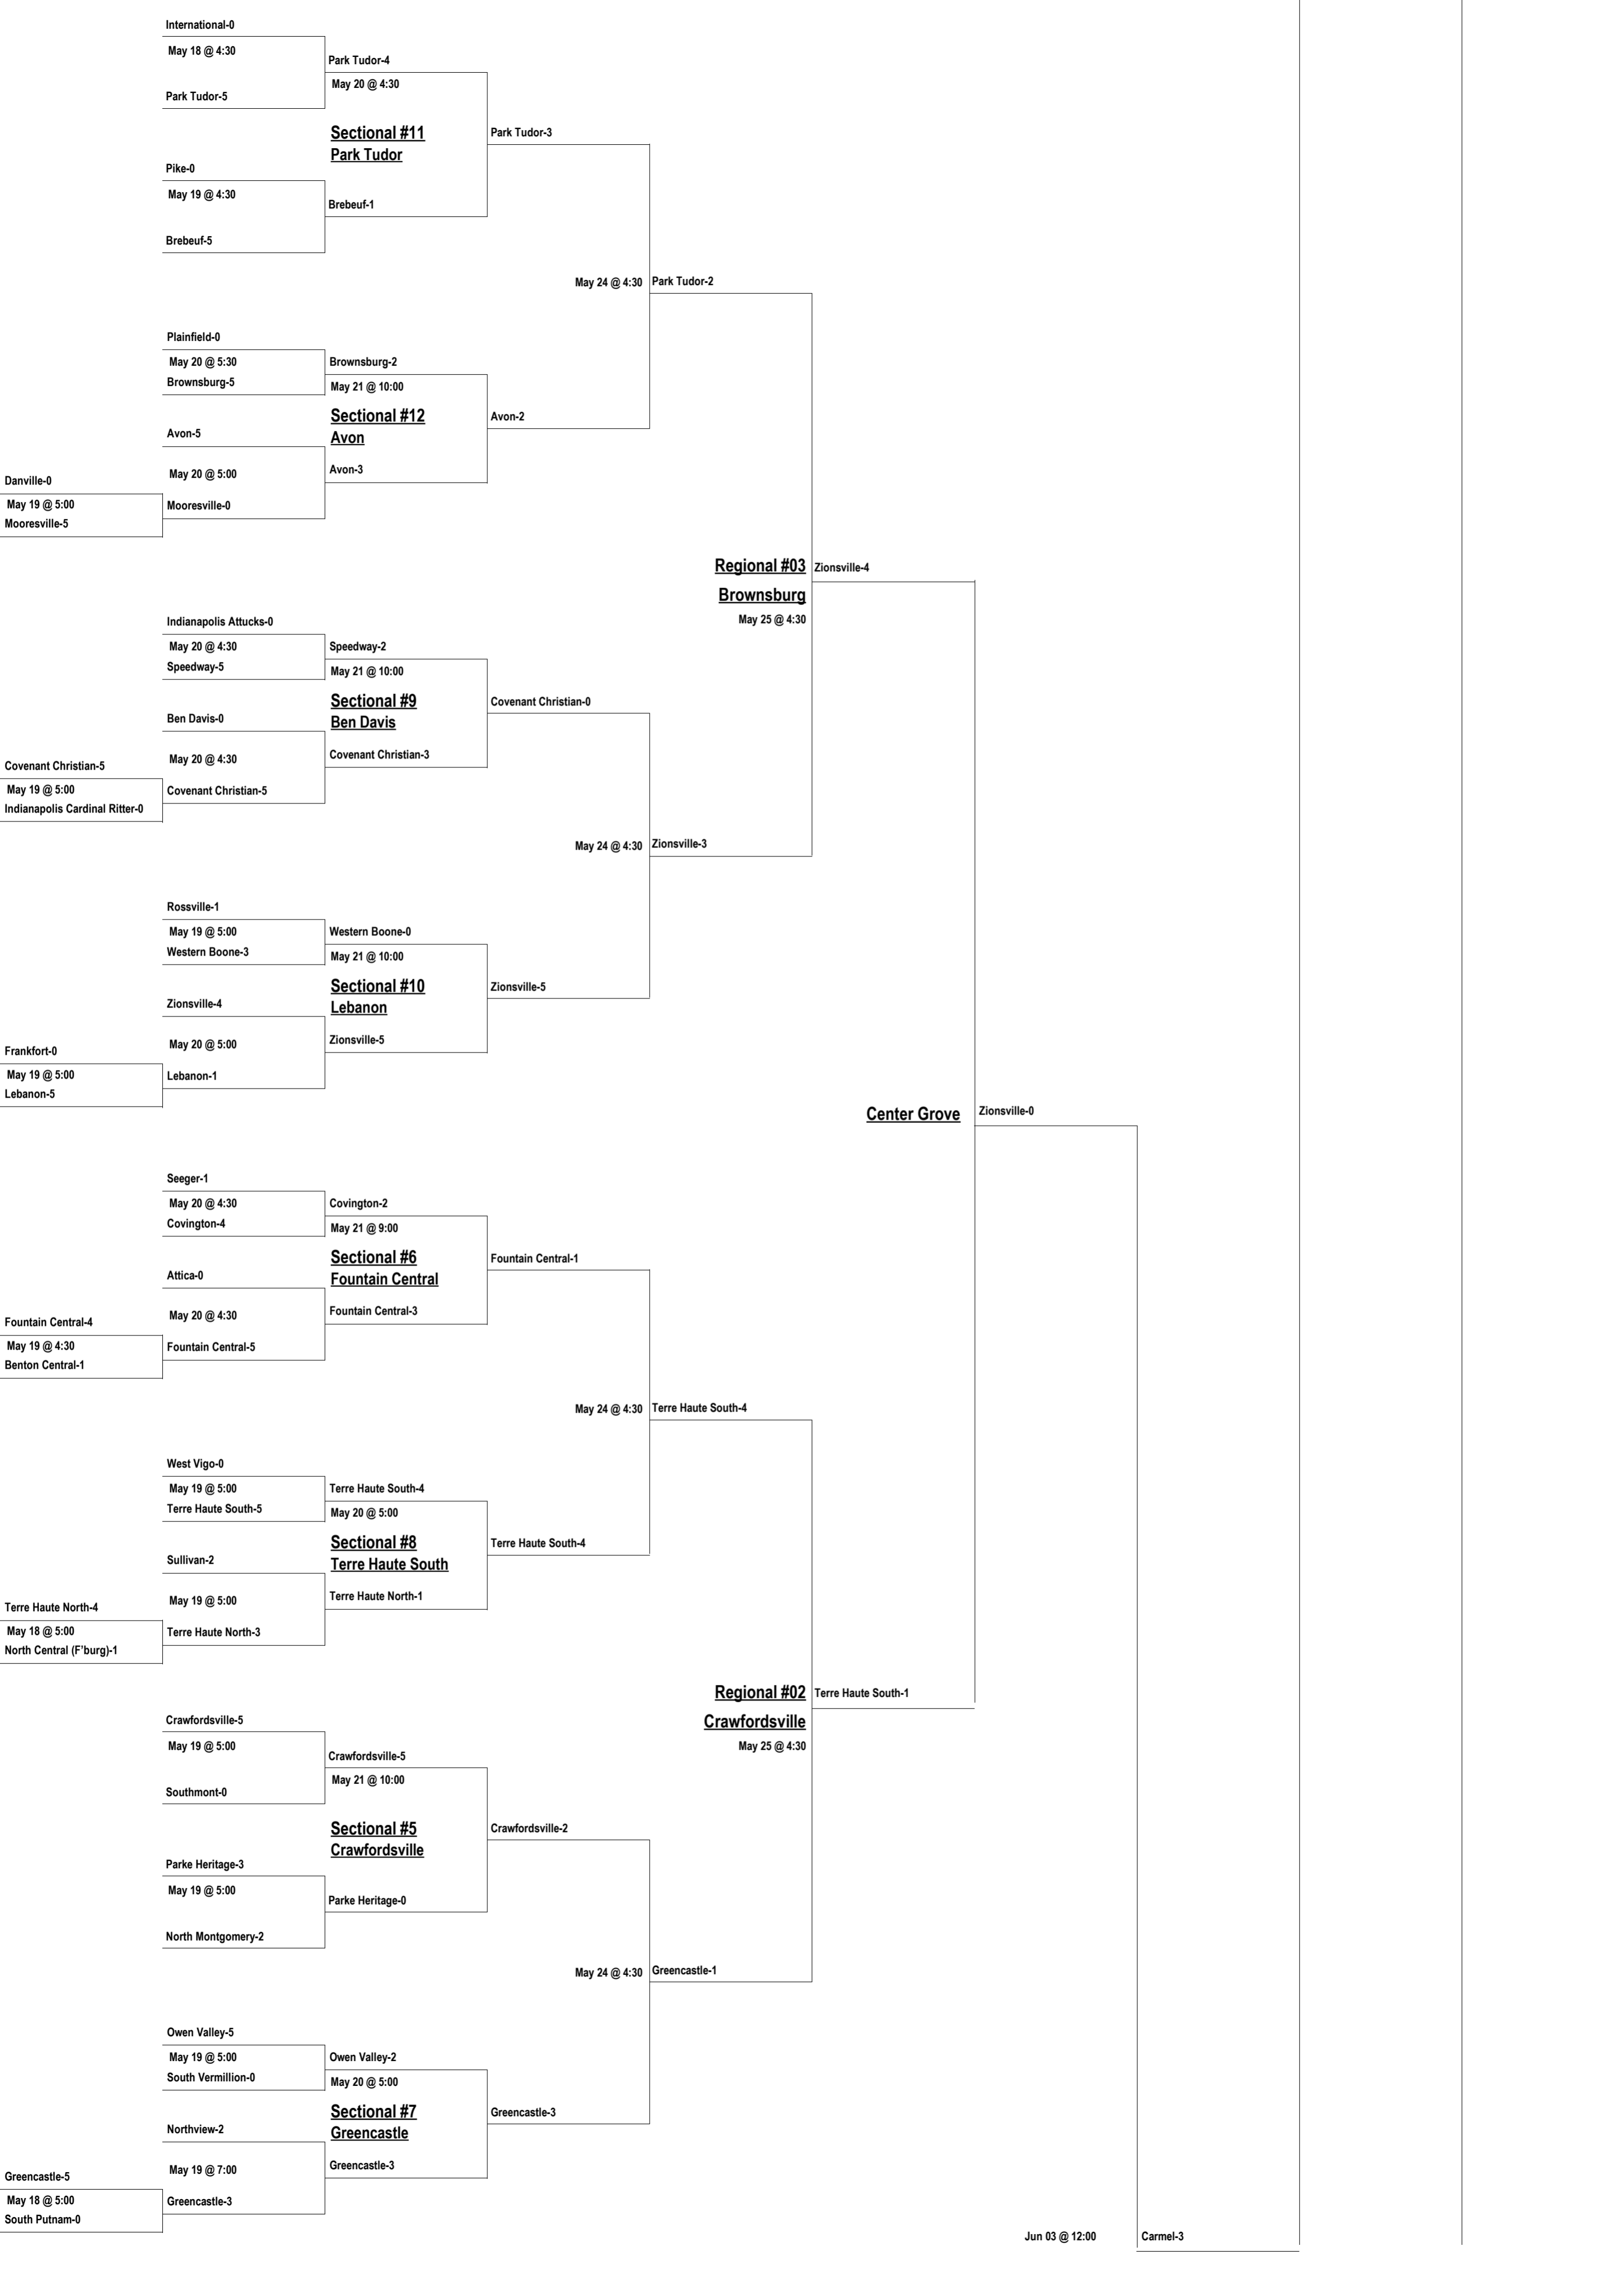 International-0
May 18 @ 4:30
Park Tudor-4
May 20 @ 4:30
Park Tudor-5
Sectional #11
Park Tudor
Park Tudor-3
Pike-0
May 19 @ 4:30
Brebeuf-1
Brebeuf-5
May 24 @ 4:30
Park Tudor-2
Plainfield-0
May 20 @ 5:30
Brownsburg-2
Brownsburg-5
May 21 @ 10:00
Sectional #12
Avon
Avon-2
Avon-5
May 20 @ 5:00
Avon-3
Danville-0
May 19 @ 5:00
Mooresville-0
Mooresville-5
Regional #03
Zionsville-4
Brownsburg
May 25 @ 4:30
Indianapolis Attucks-0
May 20 @ 4:30
Speedway-2
Speedway-5
May 21 @ 10:00
Sectional #9
Ben Davis
Covenant Christian-0
Ben Davis-0
May 20 @ 4:30
Covenant Christian-3
Covenant Christian-5
May 19 @ 5:00
Covenant Christian-5
Indianapolis Cardinal Ritter-0
May 24 @ 4:30
Zionsville-3
Rossville-1
May 19 @ 5:00
Western Boone-0
Western Boone-3
May 21 @ 10:00
Sectional #10
Lebanon
Zionsville-5
Zionsville-4
May 20 @ 5:00
Zionsville-5
Frankfort-0
May 19 @ 5:00
Lebanon-1
Lebanon-5
Center Grove
Zionsville-0
Seeger-1
May 20 @ 4:30
Covington-2
Covington-4
May 21 @ 9:00
Sectional #6
Fountain Central
Fountain Central-1
Attica-0
May 20 @ 4:30
Fountain Central-3
Fountain Central-4
May 19 @ 4:30
Fountain Central-5
Benton Central-1
May 24 @ 4:30
Terre Haute South-4
West Vigo-0
May 19 @ 5:00
Terre Haute South-4
Terre Haute South-5
May 20 @ 5:00
Sectional #8
Terre Haute South
Terre Haute South-4
Sullivan-2
May 19 @ 5:00
Terre Haute North-1
Terre Haute North-4
May 18 @ 5:00
Terre Haute North-3
North Central (F'burg)-1
Regional #02
Terre Haute South-1
Crawfordsville
May 25 @ 4:30
Crawfordsville-5
May 19 @ 5:00
Crawfordsville-5
May 21 @ 10:00
Southmont-0
Sectional #5
Crawfordsville
Crawfordsville-2
Parke Heritage-3
May 19 @ 5:00
Parke Heritage-0
North Montgomery-2
May 24 @ 4:30
Greencastle-1
Owen Valley-5
May 19 @ 5:00
Owen Valley-2
South Vermillion-0
May 20 @ 5:00
Sectional #7
Greencastle
Greencastle-3
Northview-2
May 19 @ 7:00
Greencastle-3
Greencastle-5
May 18 @ 5:00
Greencastle-3
South Putnam-0
Jun 03 @ 12:00
Carmel-3